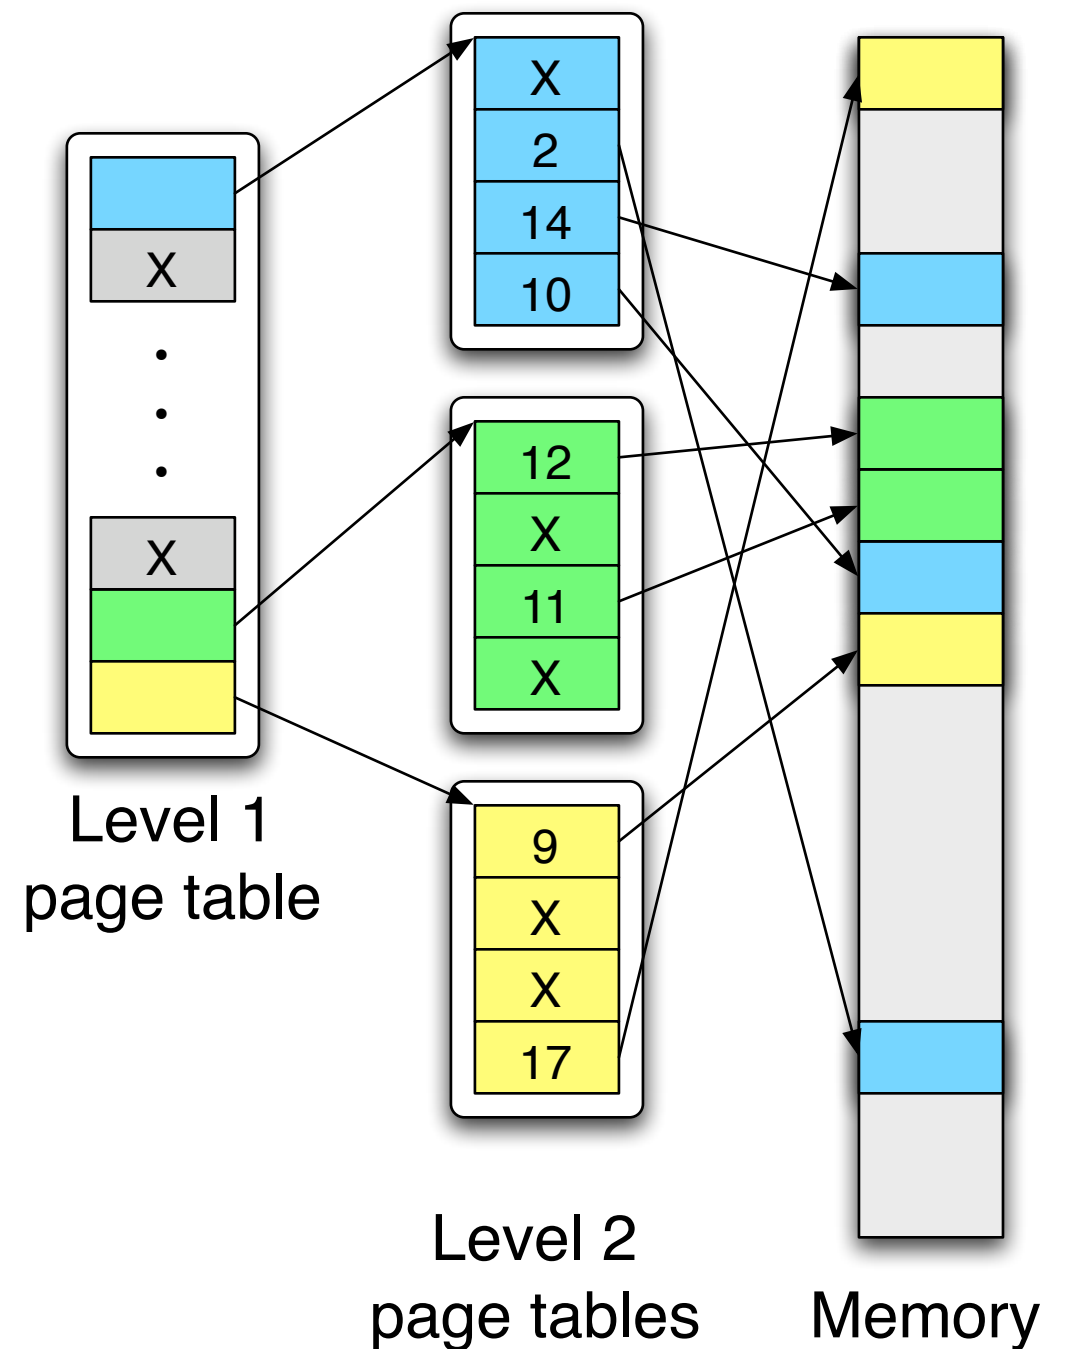 X
X
Level 1
page table
X
2
14
10
12
X
11
X
9
X
X
17
Level 2
page tables
Memory